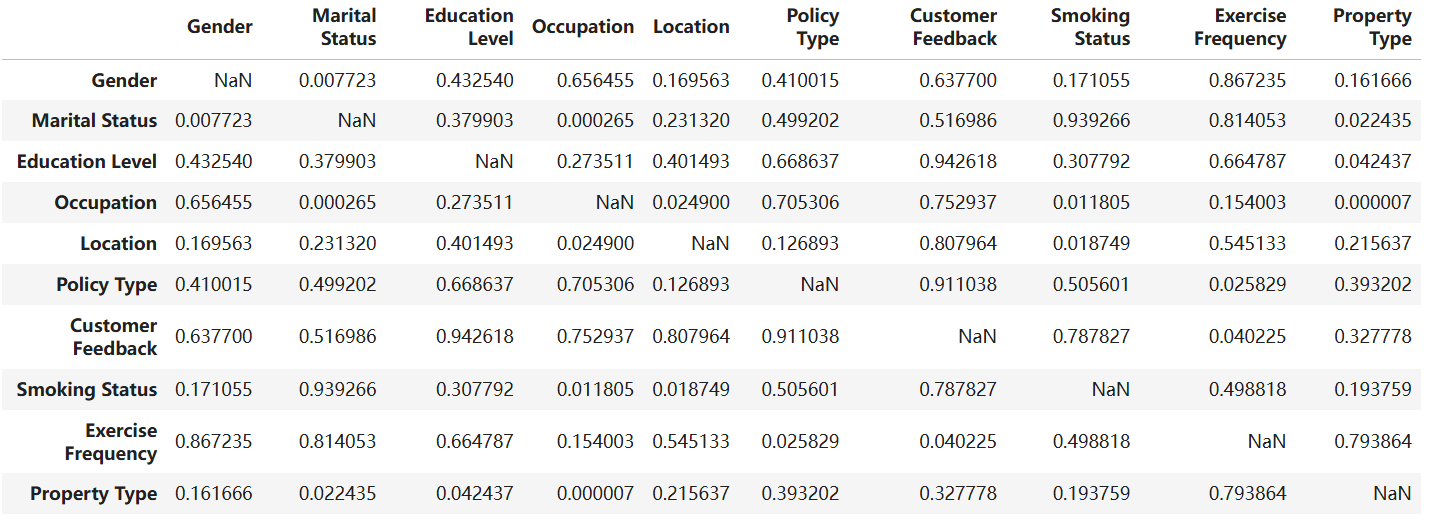 Gender Marital Status Education Level Occupation Location Policy Type Customer Feedback Smoking Status Exercise Frequency Property Type
Gender NaN 0.007723 0.432540 0.656455 0.169563 0.410015 0.637700 0.171055 0.867235 0.161666
Marital Status 0.007723 NaN 0.379903 0.000265 0.231320 0.499202 0.516986 0.939266 0.814053 0.022435
Education Level 0.432540 0.379903 NaN 0.273511 0.401493 0.668637 0.942618 0.307792 0.664787 0.042437
Occupation 0.656455 0.000265 0.273511 NaN 0.024900 0.705306 0.752937 0.011805 0.154003 0.000007
Location 0.169563 0.231320 0.401493 0.024900 NaN 0.126893 0.807964 0.018749 0.545133 0.215637
Policy Type 0.410015 0.499202 0.668637 0.705306 0.126893 NaN 0.911038 0.505601 0.025829 0.393202
Customer Feedback 0.637700 0.516986 0.942618 0.752937 0.807964 0.911038 NaN 0.787827 0.040225 0.327778
Smoking Status 0.171055 0.939266 0.307792 0.011805 0.018749 0.505601 0.787827 NaN 0.498818 0.193759
Exercise Frequency 0.867235 0.814053 0.664787 0.154003 0.545133 0.025829 0.040225 0.498818 NaN 0.793864
Property Type 0.161666 0.022435 0.042437 0.000007 0.215637 0.393202 0.327778 0.193759 0.793864 NaN